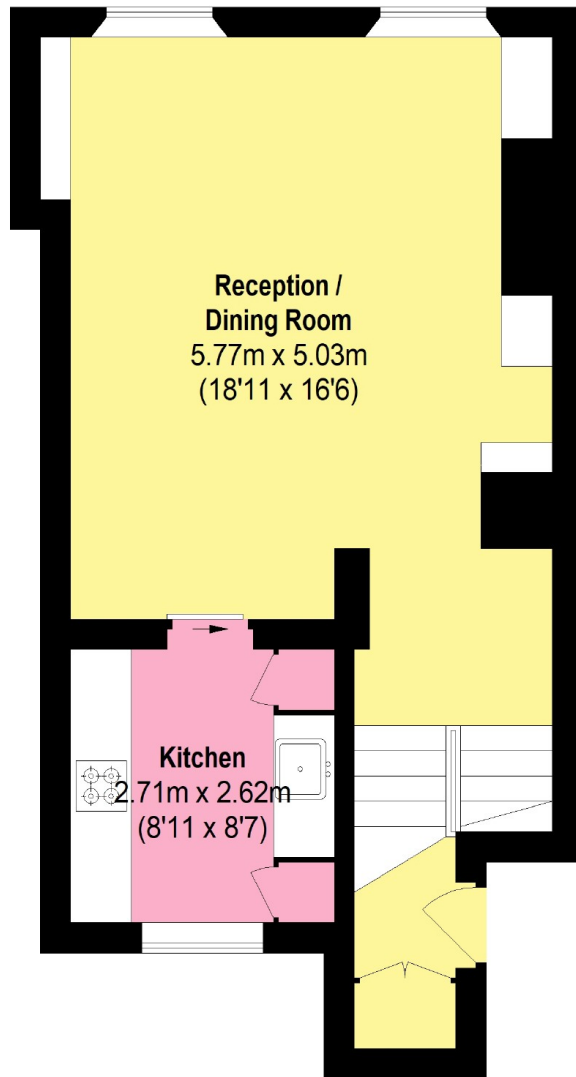 Reception /
Dining Room
5.77m x 5.03m
(18'11 x 16'6)
Kitchen
2.71m x 2.62m
(8'11 x 8'7)